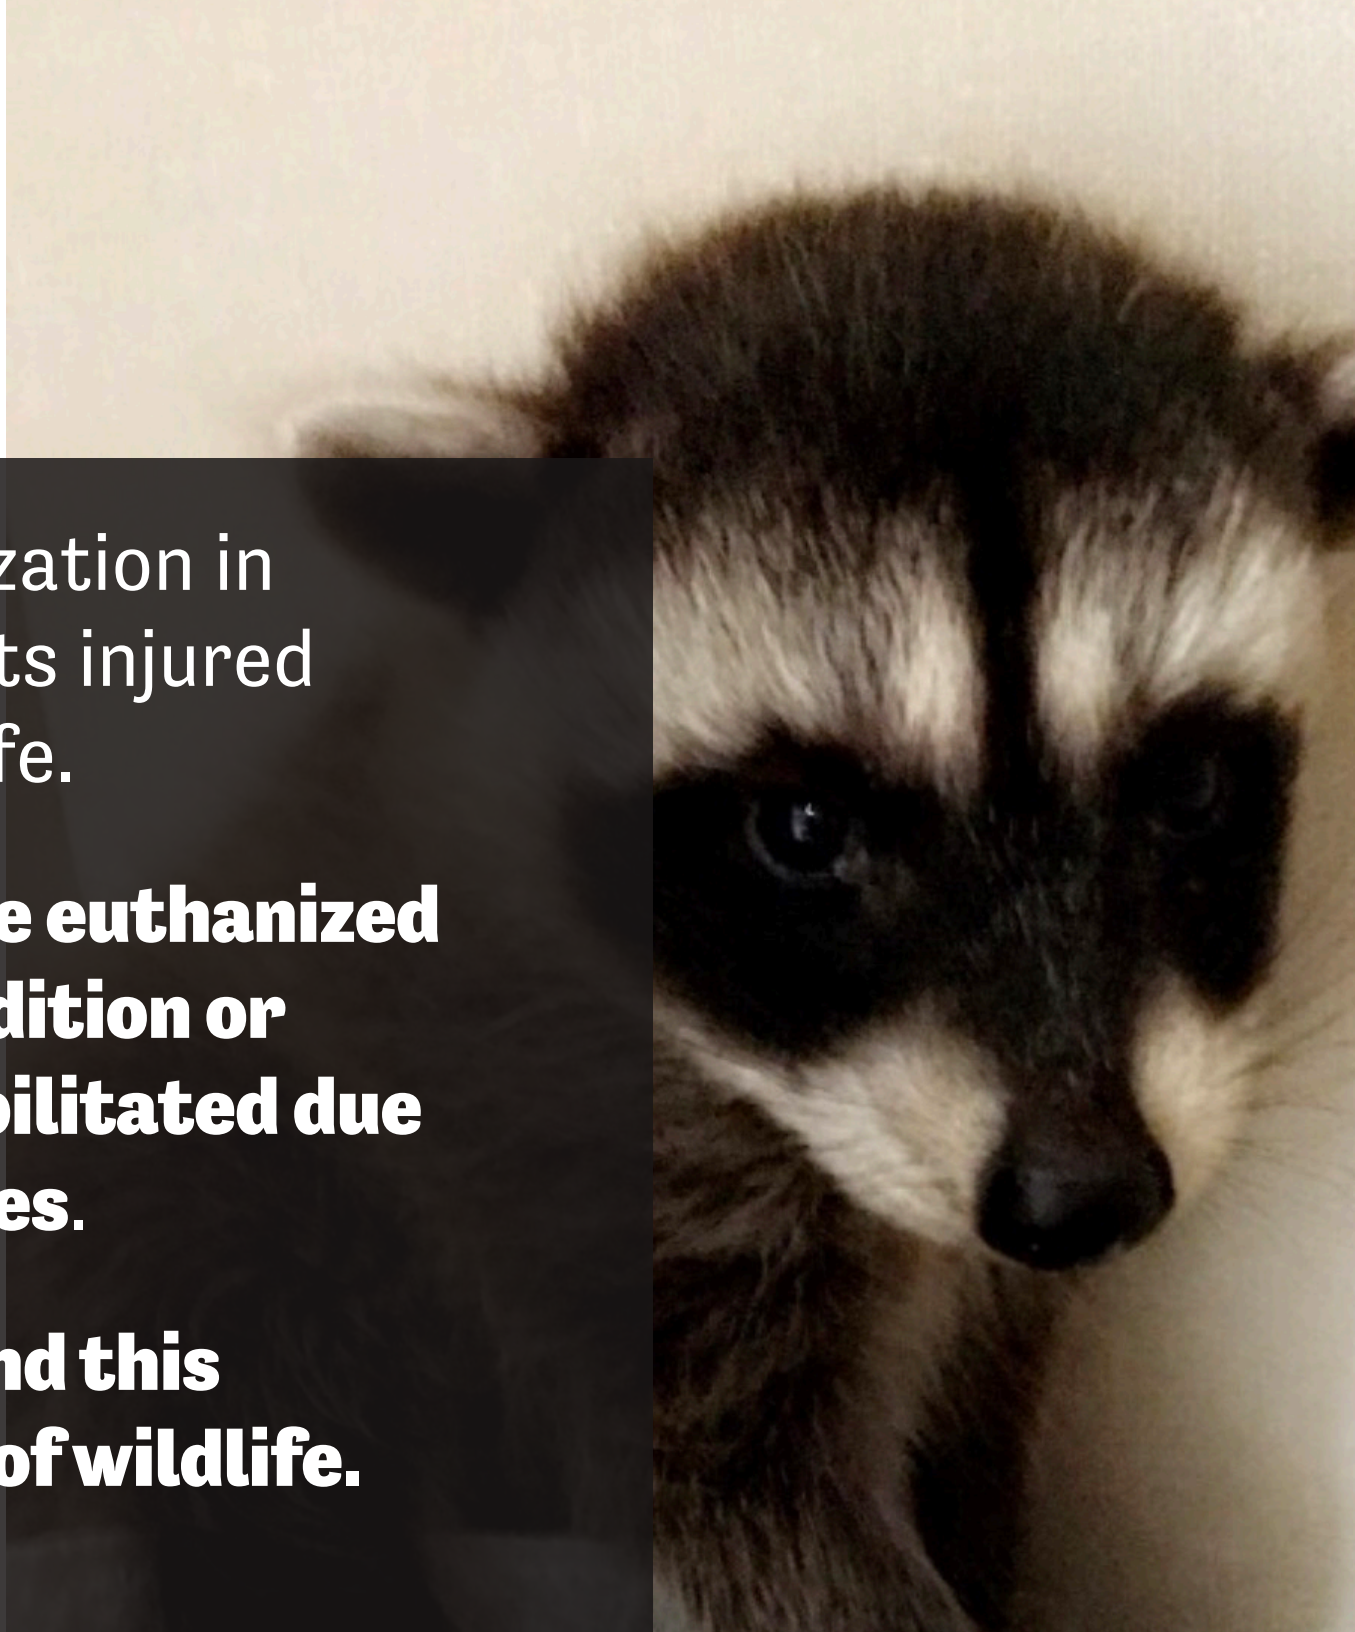 zation in
ts injured
fe.
e euthanized
dition or
bilitated due
es.
nd this
of wildlife.